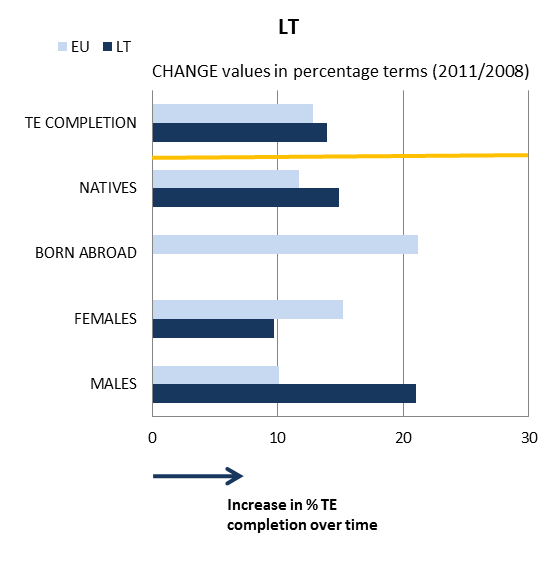 LT
EU LT
CHANGE values in percentage terms (2011/2008)
TE COMPLETION
NATIVES
BORN ABROAD
FEMALES
MALES
0 10 20 30
Increase in % TE
completion over time